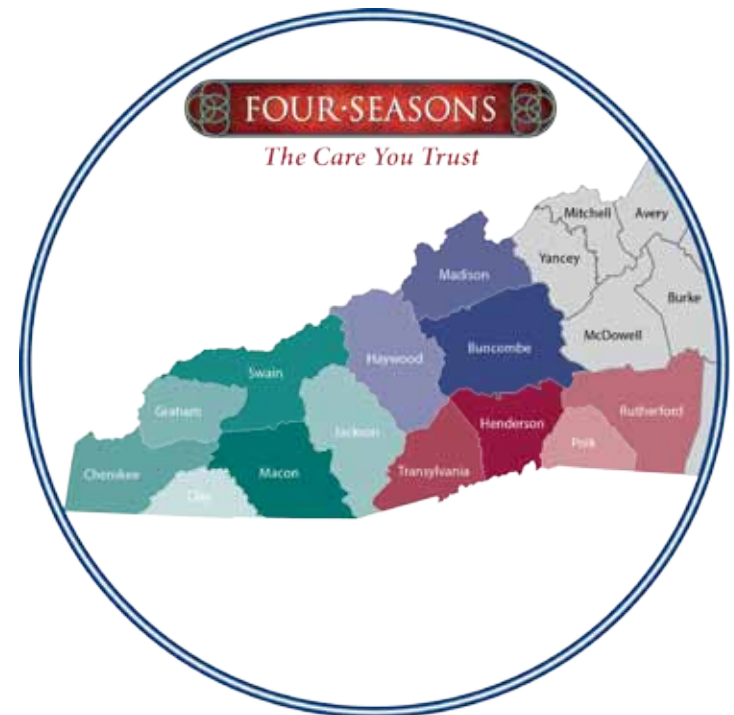 FOUR·SEASONS
The Care You Trust
Mitchell
Avery
Yancey
Madison
Burke
McDowell
Buncombe
Haywood
Swain
Graham
Rutherford
Henderson
Jackson
Polk
Transylvania
Macon
Cherokee
Clay